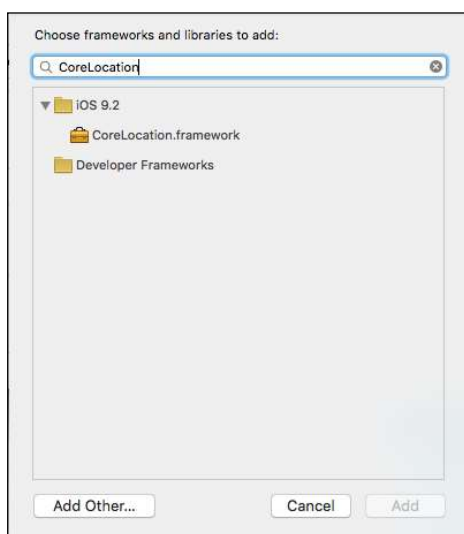 Choose frameworks and libraries to add:
CoreLocation
iOS 9.2
CoreLocation.framework
Developer Frameworks
Add Other...
Cancel
Add